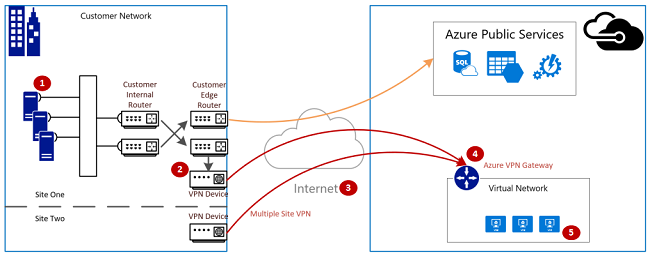 Customer Network
1
Customer
Internal
Router
Customer
Edge
Router
2
VPN Device
Site One
Site Two
VPN Device
Multiple Site VPN
Internet
3
Azure Public Services
SQL
4
Azure VPN Gateway
Virtual Network
5